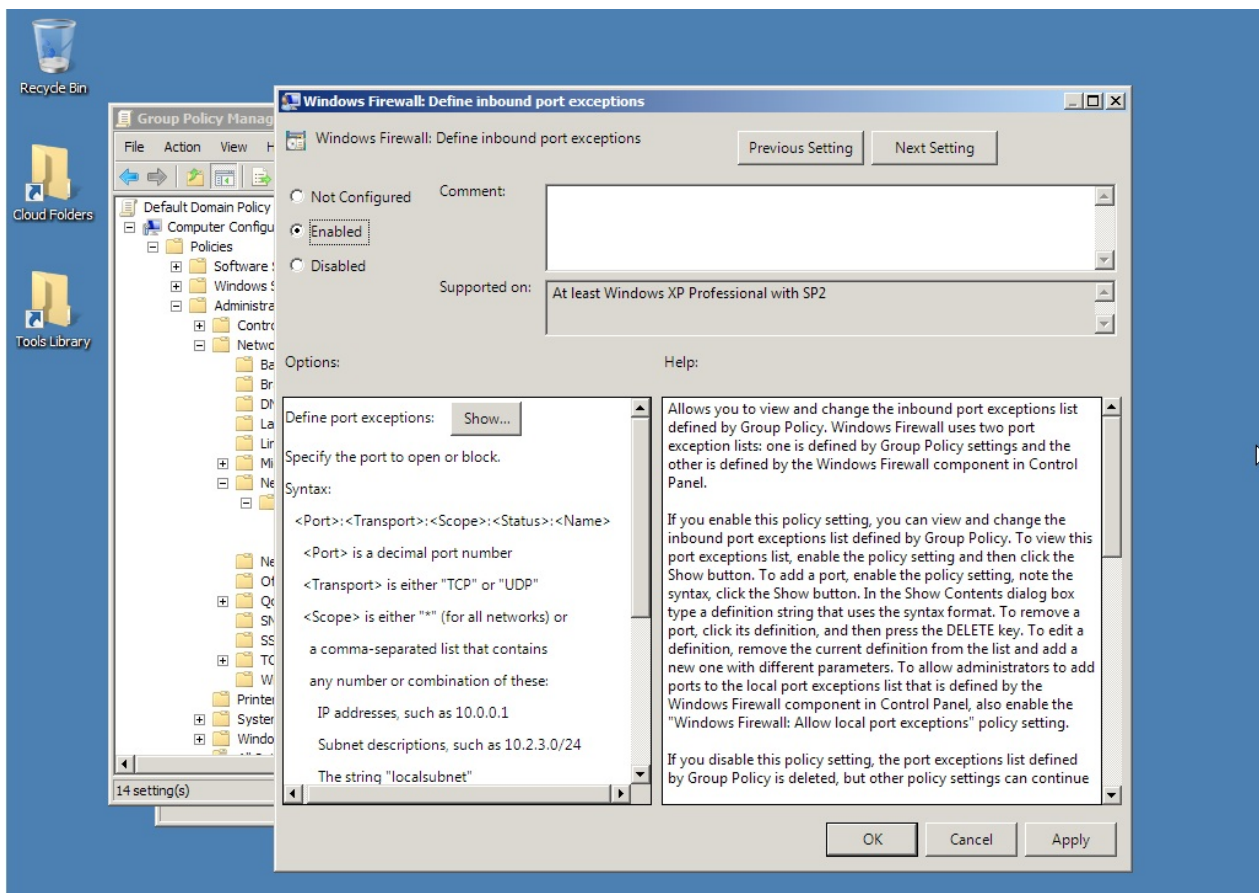 Recycle Bin
Cloud Folders
Tools Library
Group Policy Manag
File Action View H
Default Domain Policy
Computer Configu
Policies
Software S
Windows S
Administra
Contro
Netwo
Ba
Br
DN
La
Lin
Mi
Ne
Ne
Of
Qo
SN
SS
TC
W
Printer
System
Windo
14 setting(s)
Windows Firewall: Define inbound port exceptions
Windows Firewall: Define inbound port exceptions
Previous Setting
Next Setting
Not Configured
Comment:
Enabled
Disabled
Supported on:
At least Windows XP Professional with SP2
Options:
Help:
Define port exceptions:
Show...
Specify the port to open or block.
Syntax:
<Port>:<Transport>:<Scope>:<Status>:<Name>
<Port> is a decimal port number
<Transport> is either "TCP" or "UDP"
<Scope> is either "*" (for all networks) or
a comma-separated list that contains
any number or combination of these:
IP addresses, such as 10.0.0.1
Subnet descriptions, such as 10.2.3.0/24
The string "localsubnet"
Allows you to view and change the inbound port exceptions list
defined by Group Policy. Windows Firewall uses two port
exception lists: one is defined by Group Policy settings and the
other is defined by the Windows Firewall component in Control
Panel.
If you enable this policy setting, you can view and change the
inbound port exceptions list defined by Group Policy. To view this
port exceptions list, enable the policy setting and then click the
Show button. To add a port, enable the policy setting, note the
syntax, click the Show button. In the Show Contents dialog box
type a definition string that uses the syntax format. To remove a
port, click its definition, and then press the DELETE key. To edit a
definition, remove the current definition from the list and add a
new one with different parameters. To allow administrators to add
ports to the local port exceptions list that is defined by the
Windows Firewall component in Control Panel, also enable the
"Windows Firewall: Allow local port exceptions" policy setting.
If you disable this policy setting, the port exceptions list defined
by Group Policy is deleted, but other policy settings can continue
OK
Cancel
Apply